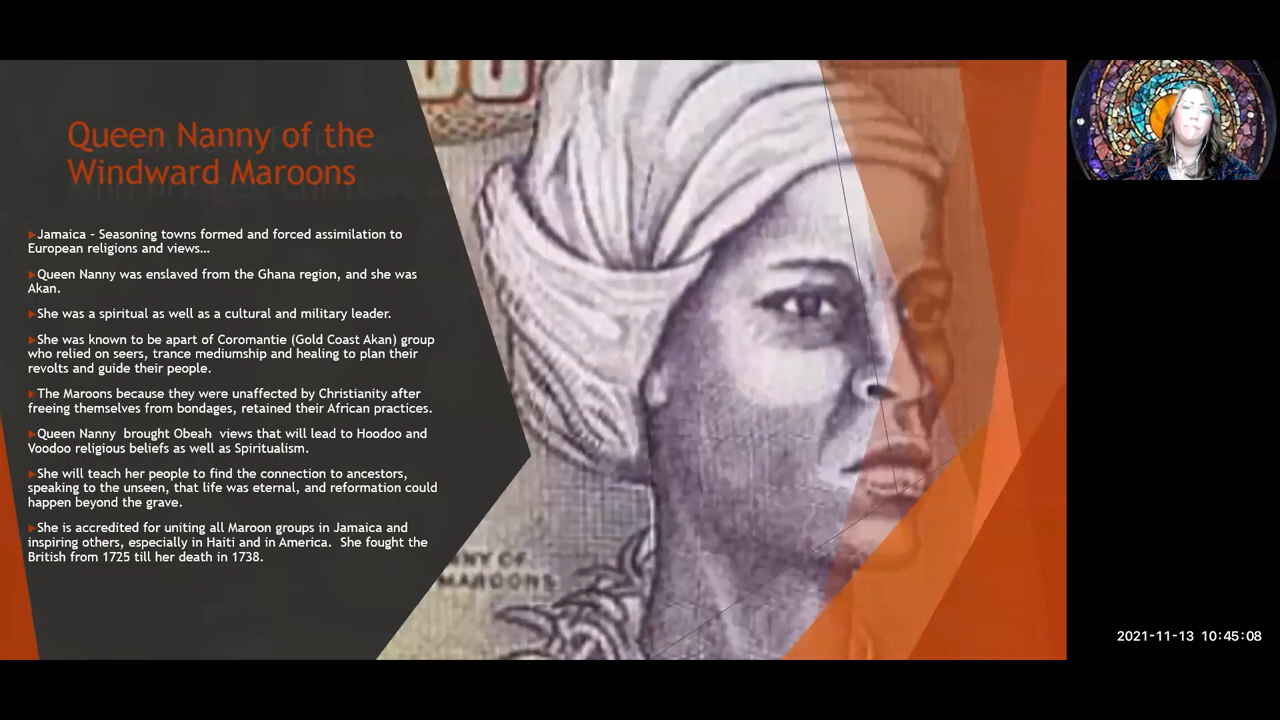 Queen Nanny of the
Windward Maroons
Jamaica - Seasoning towns formed and forced assimilation to
European religions and views...
Queen Nanny was enslaved from the Ghana region, and she was
Akan.
She was a spiritual as well as a cultural and military leader.
She was known to be apart of Coromantie (Gold Coast Akan) group
who relied on seers, trance mediumship and healing to plan their
revolts and guide their people.
The Maroons because they were unaffected by Christianity after
freeing themselves from bondages, retained their African practices.
Queen Nanny  brought Obeah  views that will lead to Hoodoo and
Voodoo religious beliefs as well as Spiritualism.
She will teach her people to find the connection to ancestors,
speaking to the unseen, that life was eternal, and reformation could
happen beyond the grave.
She is accredited for uniting all Maroon groups in Jamaica and
inspiring others, especially in Haiti and in America.  She fought the
British from 1725 till her death in 1738.
OF
MAROONS
2021-11-13 10:45:08